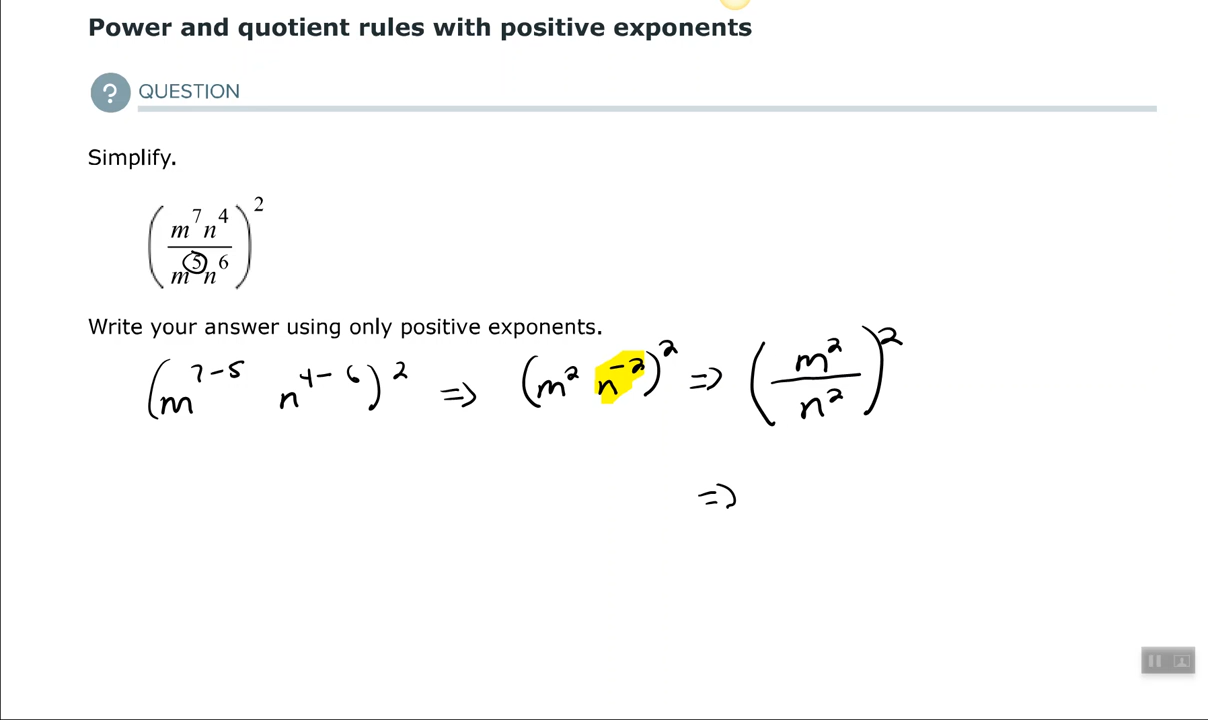 Power and quotient rules with positive exponents
? QUESTION
Simplify.
(m⁷n⁴ / m⁵n⁶)²
Write your answer using only positive exponents.
(m⁷⁻⁵ n⁴⁻⁶)² ⇒ (m² n⁻²)² ⇒ (m² / n²)²
⇒